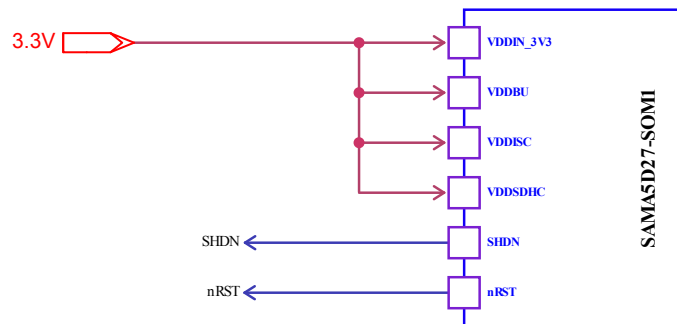 3.3V
VDDIN_3V3
VDDBU
VDDISC
VDDSDHC
SHDN
SHDN
nRST
nRST
SAMA5D27-SOM1